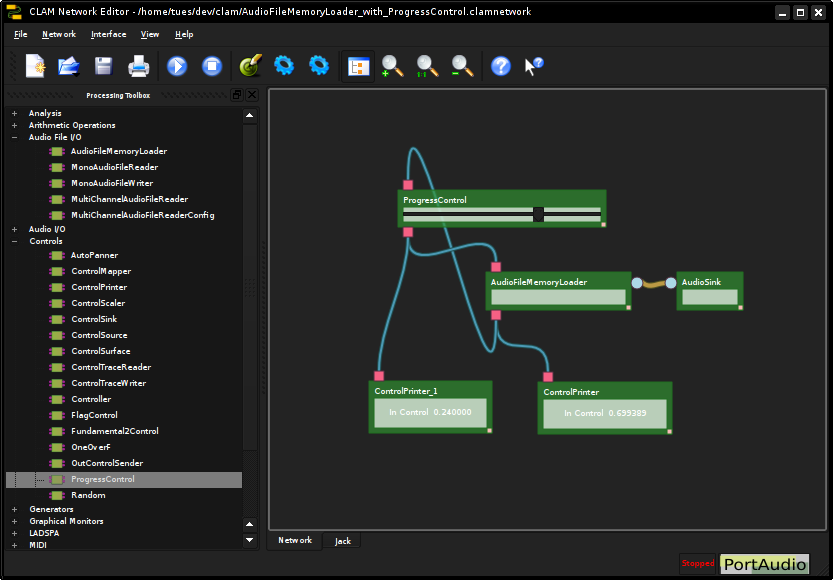 CLAM Network Editor - /home/tues/dev/clam/AudioFileMemoryLoader_with_ProgressControl.clamnetwork
File Network Interface View Help
Processing Toolbox
Analysis
Arithmetic Operations
Audio File I/O
AudioFileMemoryLoader
MonoAudioFileReader
MonoAudioFileWriter
MultiChannelAudioFileReader
MultiChannelAudioFileReaderConfig
Audio I/O
Controls
AutoPanner
ControlMapper
ControlPrinter
ControlScaler
ControlSink
ControlSource
ControlSurface
ControlTraceReader
ControlTraceWriter
Controller
FlagControl
Fundamental2Control
OneOverF
OutControlSender
ProgressControl
Random
Generators
Graphical Monitors
LADSPA
MIDI
ProgressControl
AudioFileMemoryLoader
AudioSink
ControlPrinter_1
In Control 0.240000
ControlPrinter
In Control 0.699389
Network
Jack
Stopped
PortAudio